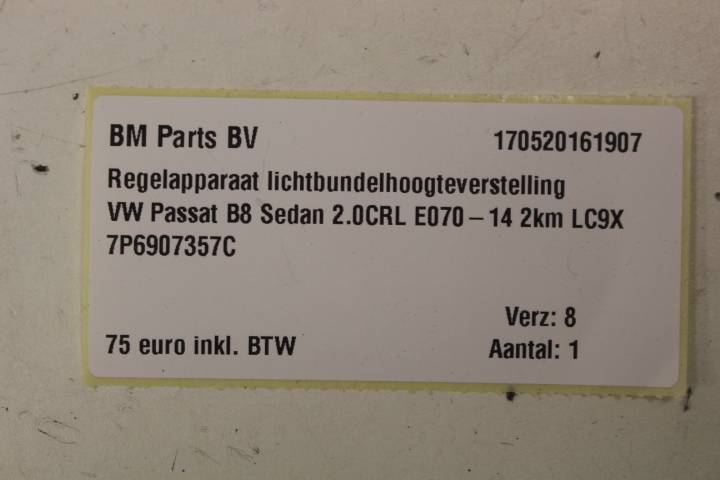 BM Parts BV 170520161907
Regelapparaat lichtbundelhoogteverstelling
VW Passat B8 Sedan 2.0CRL E070 – 14 2km LC9X
7P6907357C
Verz: 8
75 euro inkl. BTW Aantal: 1